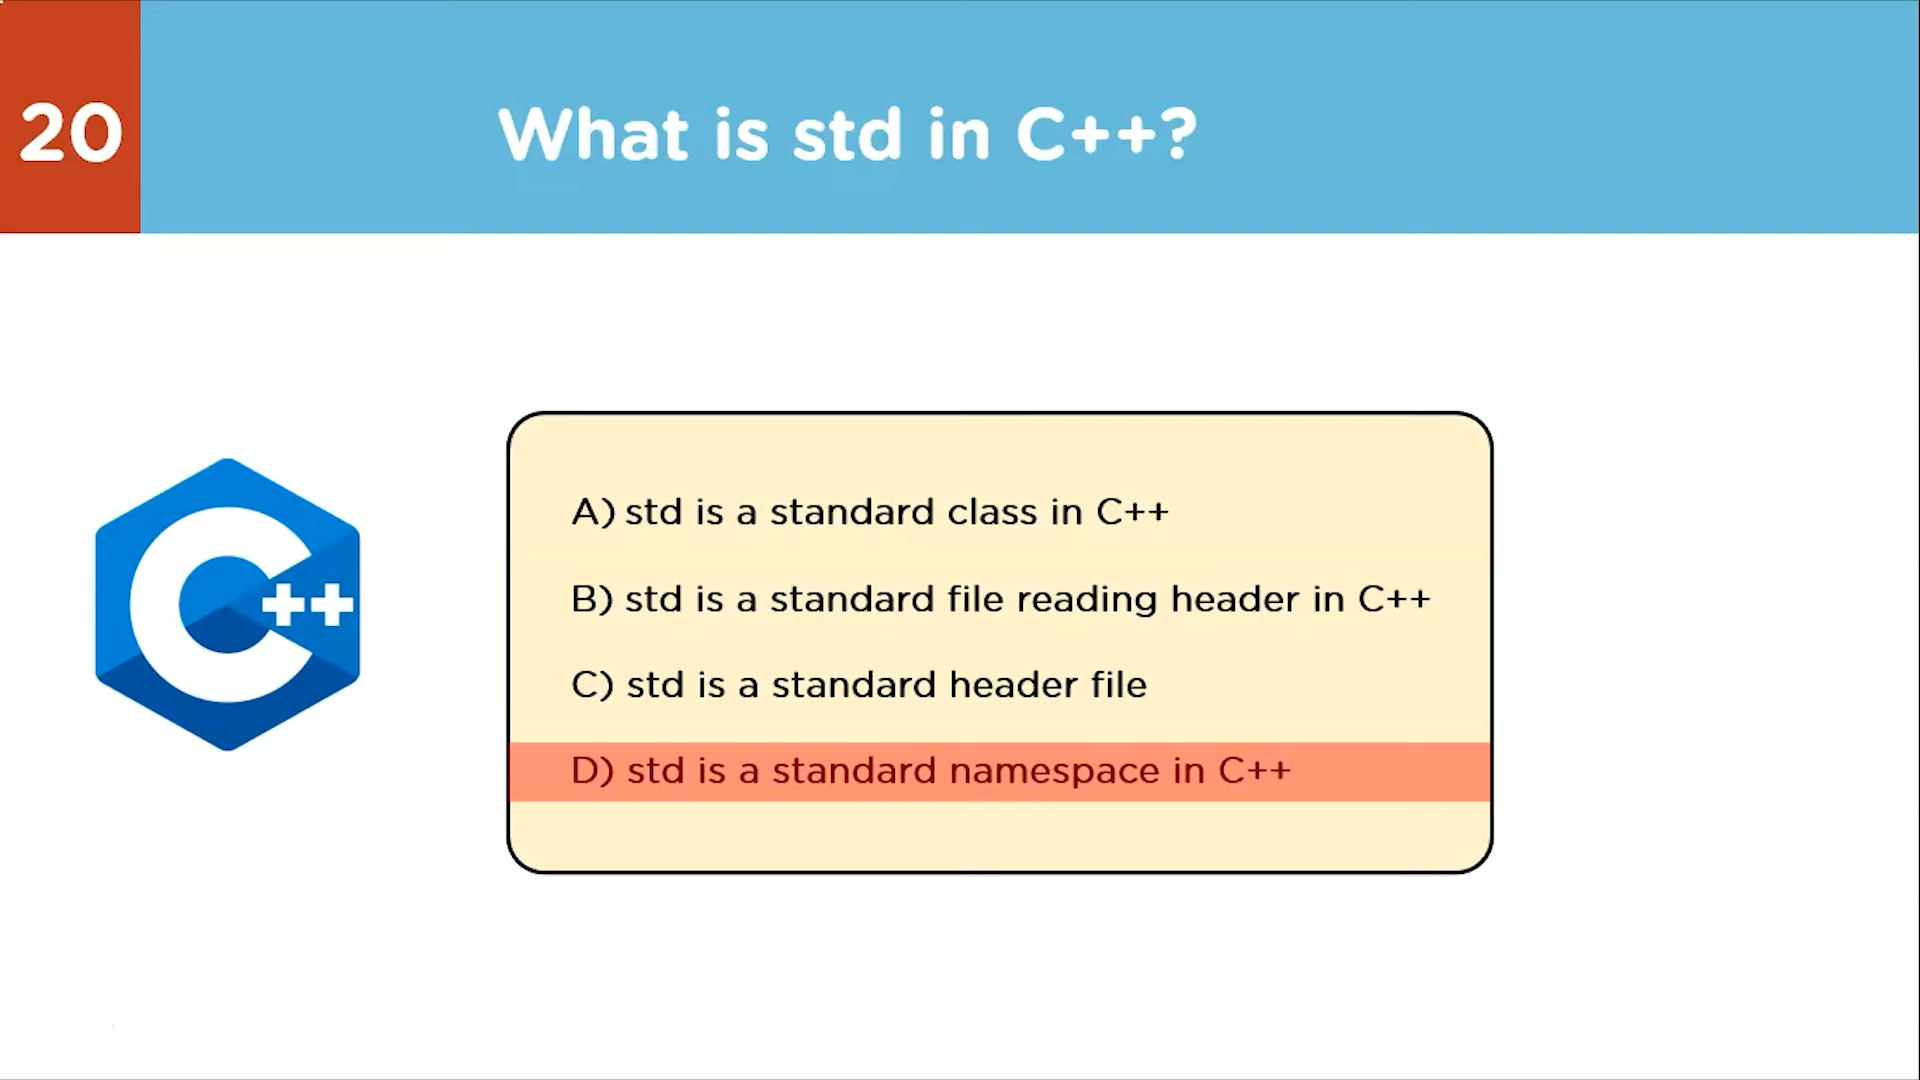 20
What is std in C++?
C++
A) std is a standard class in C++
B) std is a standard file reading header in C++
C) std is a standard header file
D) std is a standard namespace in C++